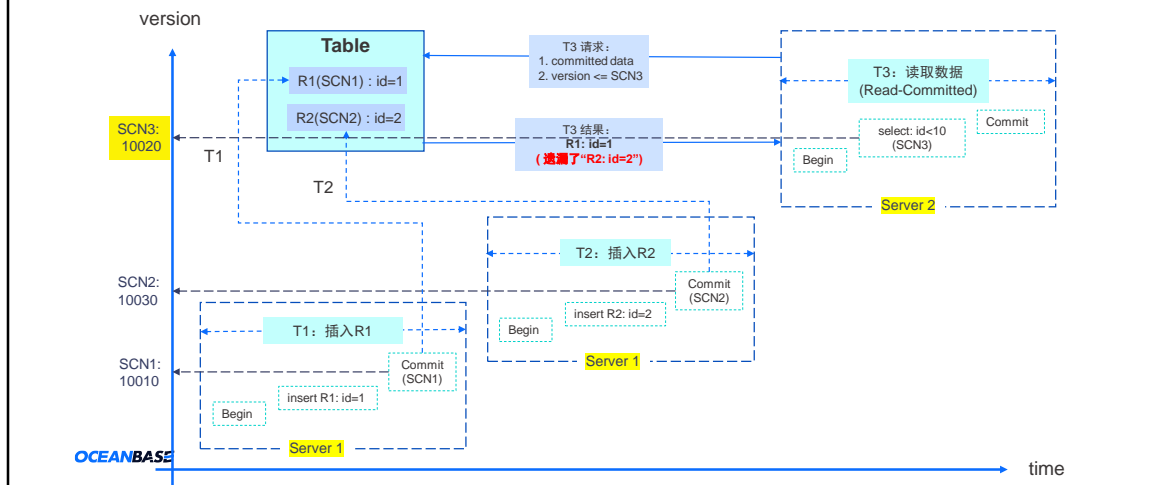 version
Table
R1(SCN1) : id=1
R2(SCN2) : id=2
T3 请求：
1. committed data
2. version <= SCN3
T3：读取数据
(Read-Committed)
Commit
select: id<10
(SCN3)
Begin
Server 2
SCN3:
10020
T3 结果：
R1: id=1
( 遗漏了“R2: id=2”)
T1
T2
T2：插入R2
Commit
(SCN2)
insert R2: id=2
Begin
Server 1
SCN2:
10030
T1：插入R1
Commit
(SCN1)
insert R1: id=1
Begin
Server 1
SCN1:
10010
OCEANBASE
time